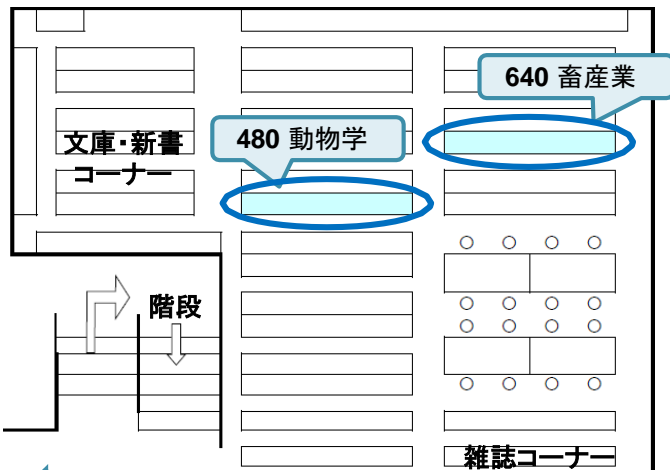 640 畜産業
480 動物学
文庫・新書
コーナー
階段
雑誌コーナー